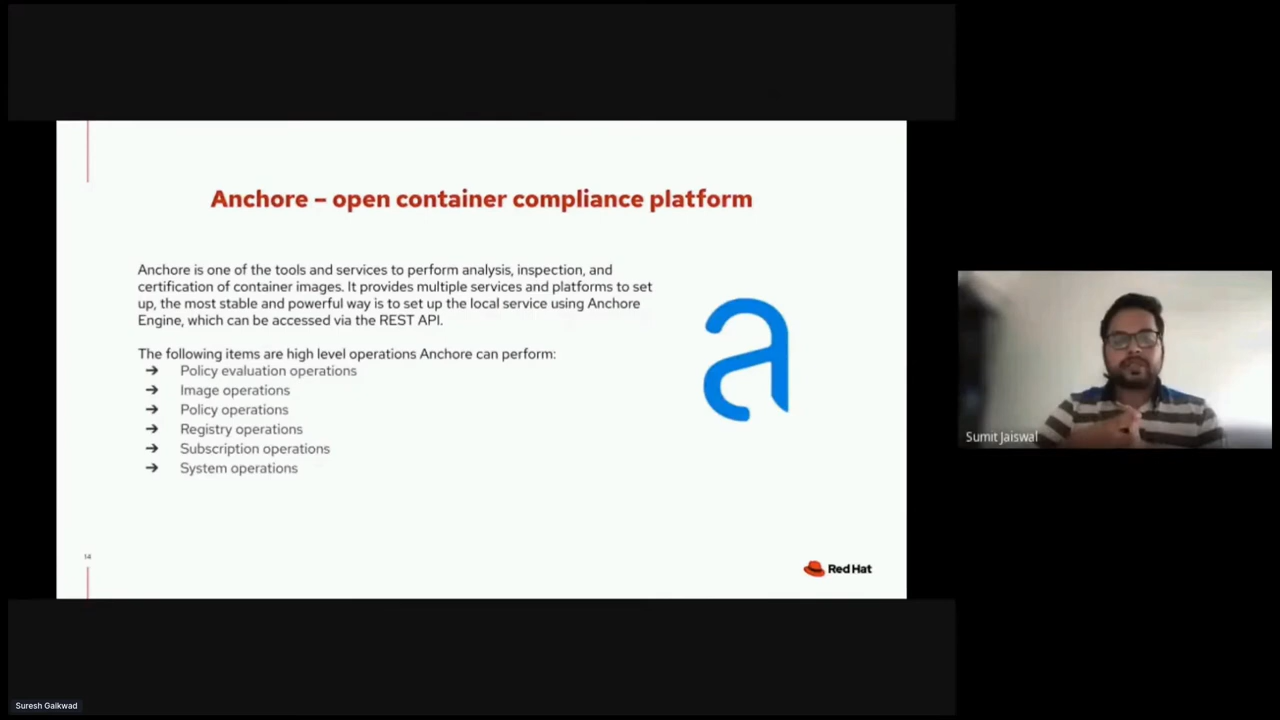 Anchore – open container compliance platform
Anchore is one of the tools and services to perform analysis, inspection, and
certification of container images. It provides multiple services and platforms to set
up, the most stable and powerful way is to set up the local service using Anchore
Engine, which can be accessed via the REST API.
The following items are high level operations Anchore can perform:
➔ Policy evaluation operations
➔ Image operations
➔ Policy operations
➔ Registry operations
➔ Subscription operations
➔ System operations
14
Red Hat
Sumit Jaiswal
Suresh Gaikwad